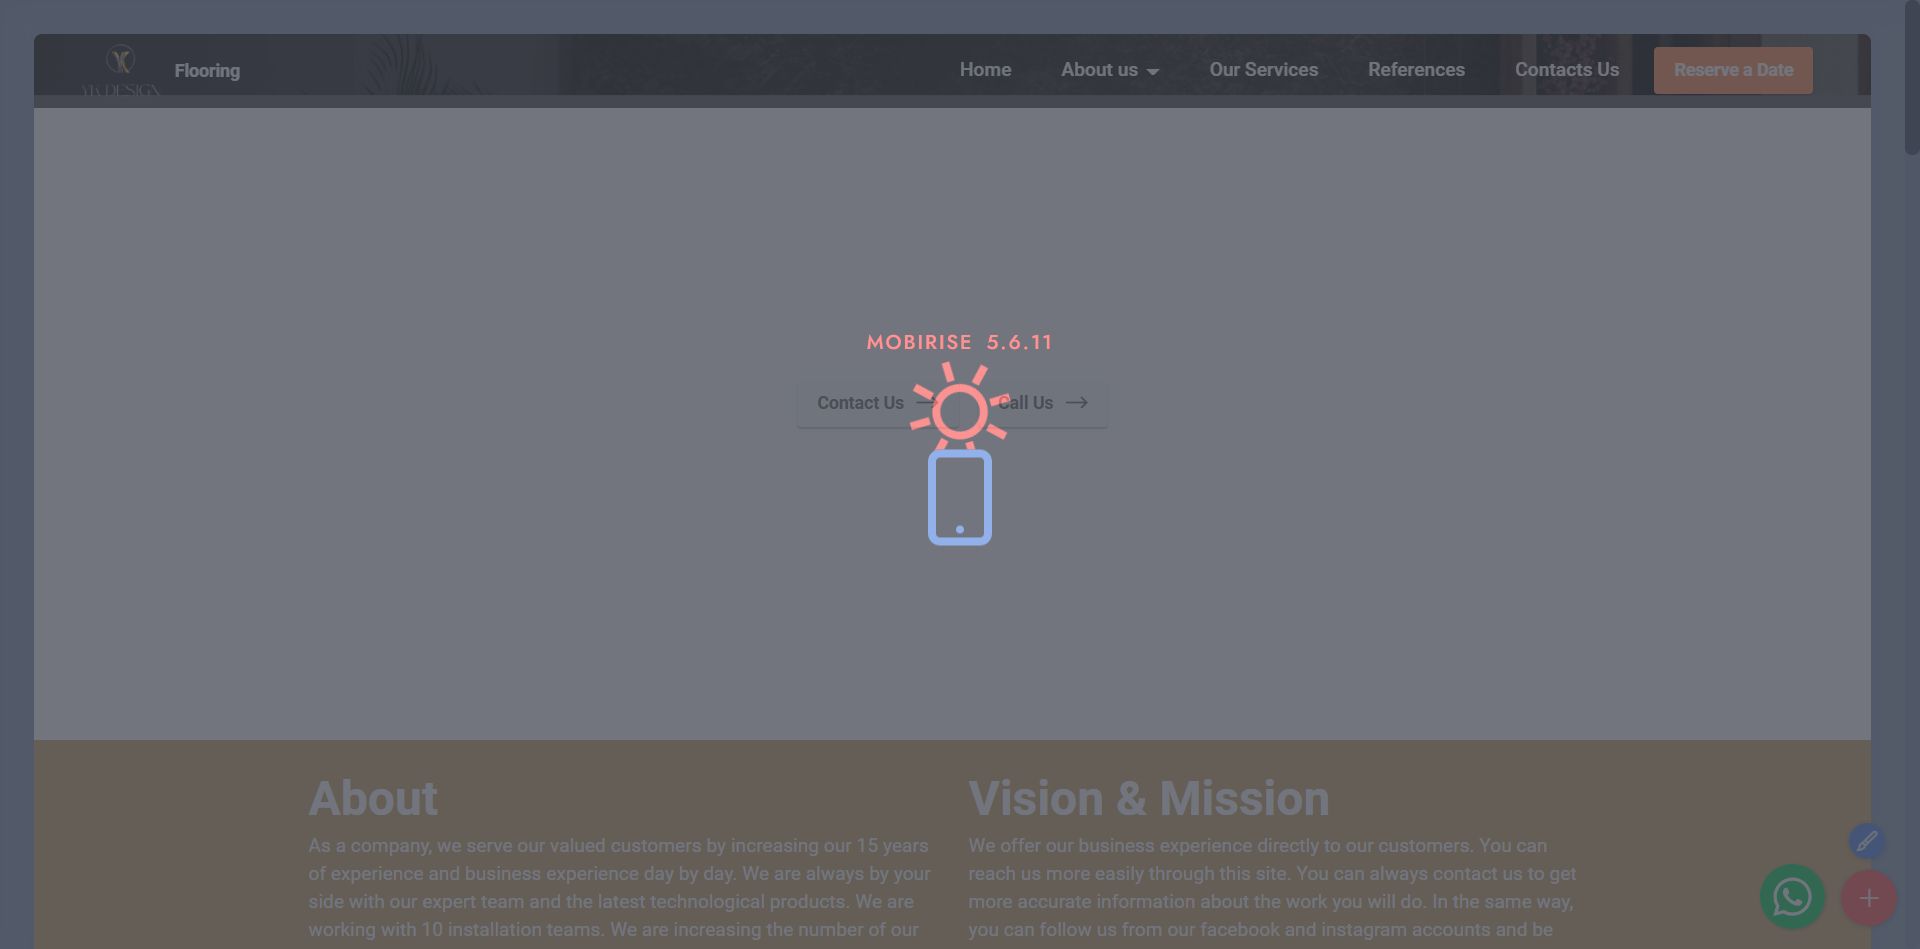 YK DESIGN
Flooring
Home
About us
Our Services
References
Contacts Us
Reserve a Date
MOBIRISE 5.6.11
Contact Us
Call Us
About
As a company, we serve our valued customers by increasing our 15 years
of experience and business experience day by day. We are always by your
side with our expert team and the latest technological products. We are
working with 10 installation teams. We are increasing the number of our
Vision & Mission
We offer our business experience directly to our customers. You can
reach us more easily through this site. You can always contact us to get
more accurate information about the work you will do. In the same way,
you can follow us from our facebook and instagram accounts and be